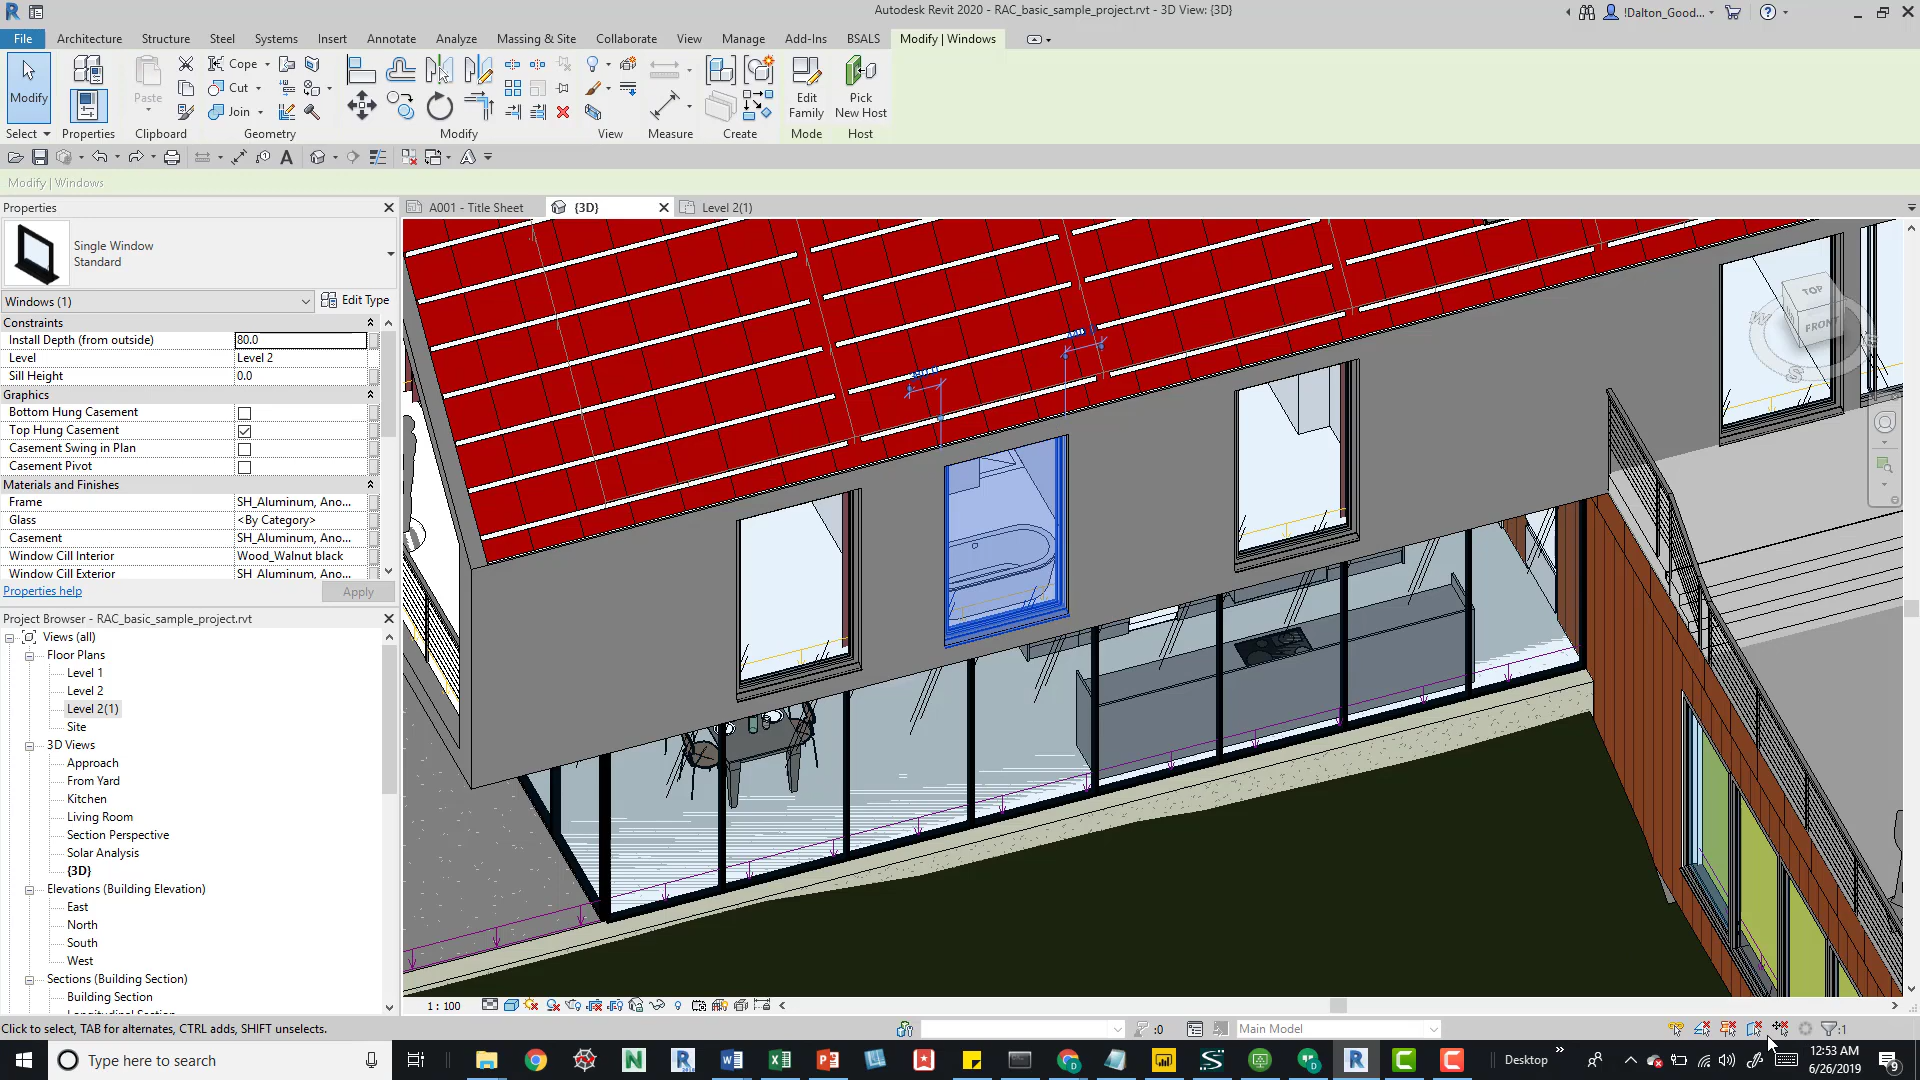 Autodesk Revit 2020 - RAC_basic_sample_project.rvt - 3D View: {3D}
!Dalton_Good...
File Architecture Structure Steel Systems Insert Annotate Analyze Massing & Site Collaborate View Manage Add-Ins BSALS Modify | Windows
Cope
Cut
Join
Modify
Paste
Edit Family
Pick New Host
Select Properties Clipboard Geometry Modify View Measure Create Mode Host
Modify | Windows
Properties
A001 - Title Sheet {3D} Level 2(1)
Single Window
Standard
Windows (1) Edit Type
Constraints
Install Depth (from outside) 80.0
Level Level 2
Sill Height 0.0
Graphics
Bottom Hung Casement
Top Hung Casement
Casement Swing in Plan
Casement Pivot
Materials and Finishes
Frame SH_Aluminum, Ano...
Glass <By Category>
Casement SH_Aluminum, Ano...
Window Cill Interior Wood_Walnut black
Window Cill Exterior SH_Aluminum, Ano...
Properties help Apply
Project Browser - RAC_basic_sample_project.rvt
Views (all)
Floor Plans
Level 1
Level 2
Level 2(1)
Site
3D Views
Approach
From Yard
Kitchen
Living Room
Section Perspective
Solar Analysis
{3D}
Elevations (Building Elevation)
East
North
South
West
Sections (Building Section)
Building Section
Longitudinal Section
TOP
FRONT
W
S
1 : 100
Click to select, TAB for alternates, CTRL adds, SHIFT unselects.
:0
Main Model
:1
Type here to search
Desktop
12:53 AM
6/26/2019
9